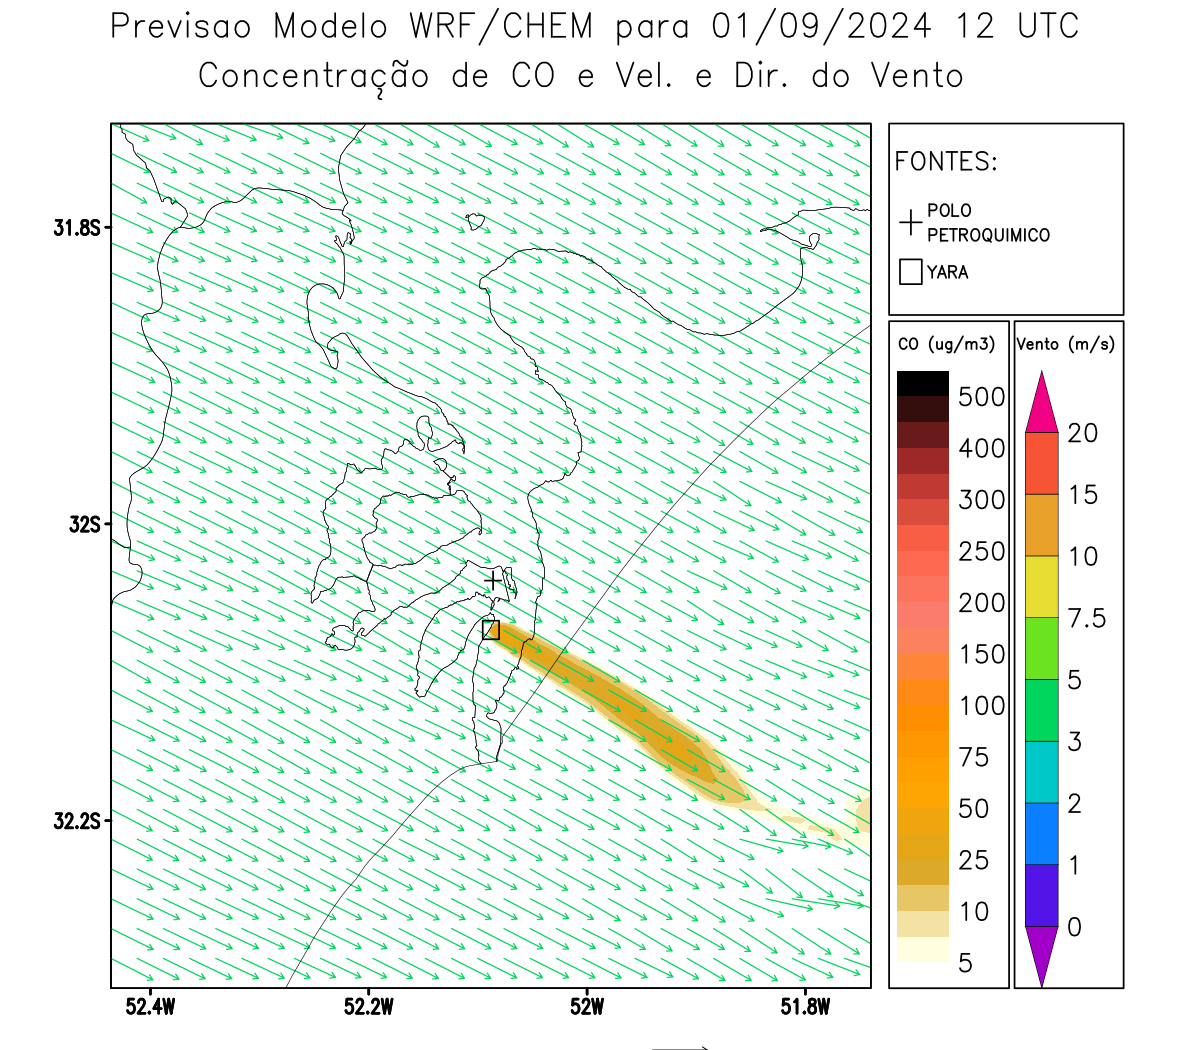 Previsao Modelo WRF/CHEM para 01/09/2024 12 UTC
Concentração de CO e Vel. e Dir. do Vento
FONTES:
POLO
PETROQUIMICO
YARA
31.8S
32S
32.2S
52.4W
52.2W
52W
51.8W
CO (ug/m3)
500
400
300
250
200
150
100
75
50
25
10
5
Vento (m/s)
20
15
10
7.5
5
3
2
1
0